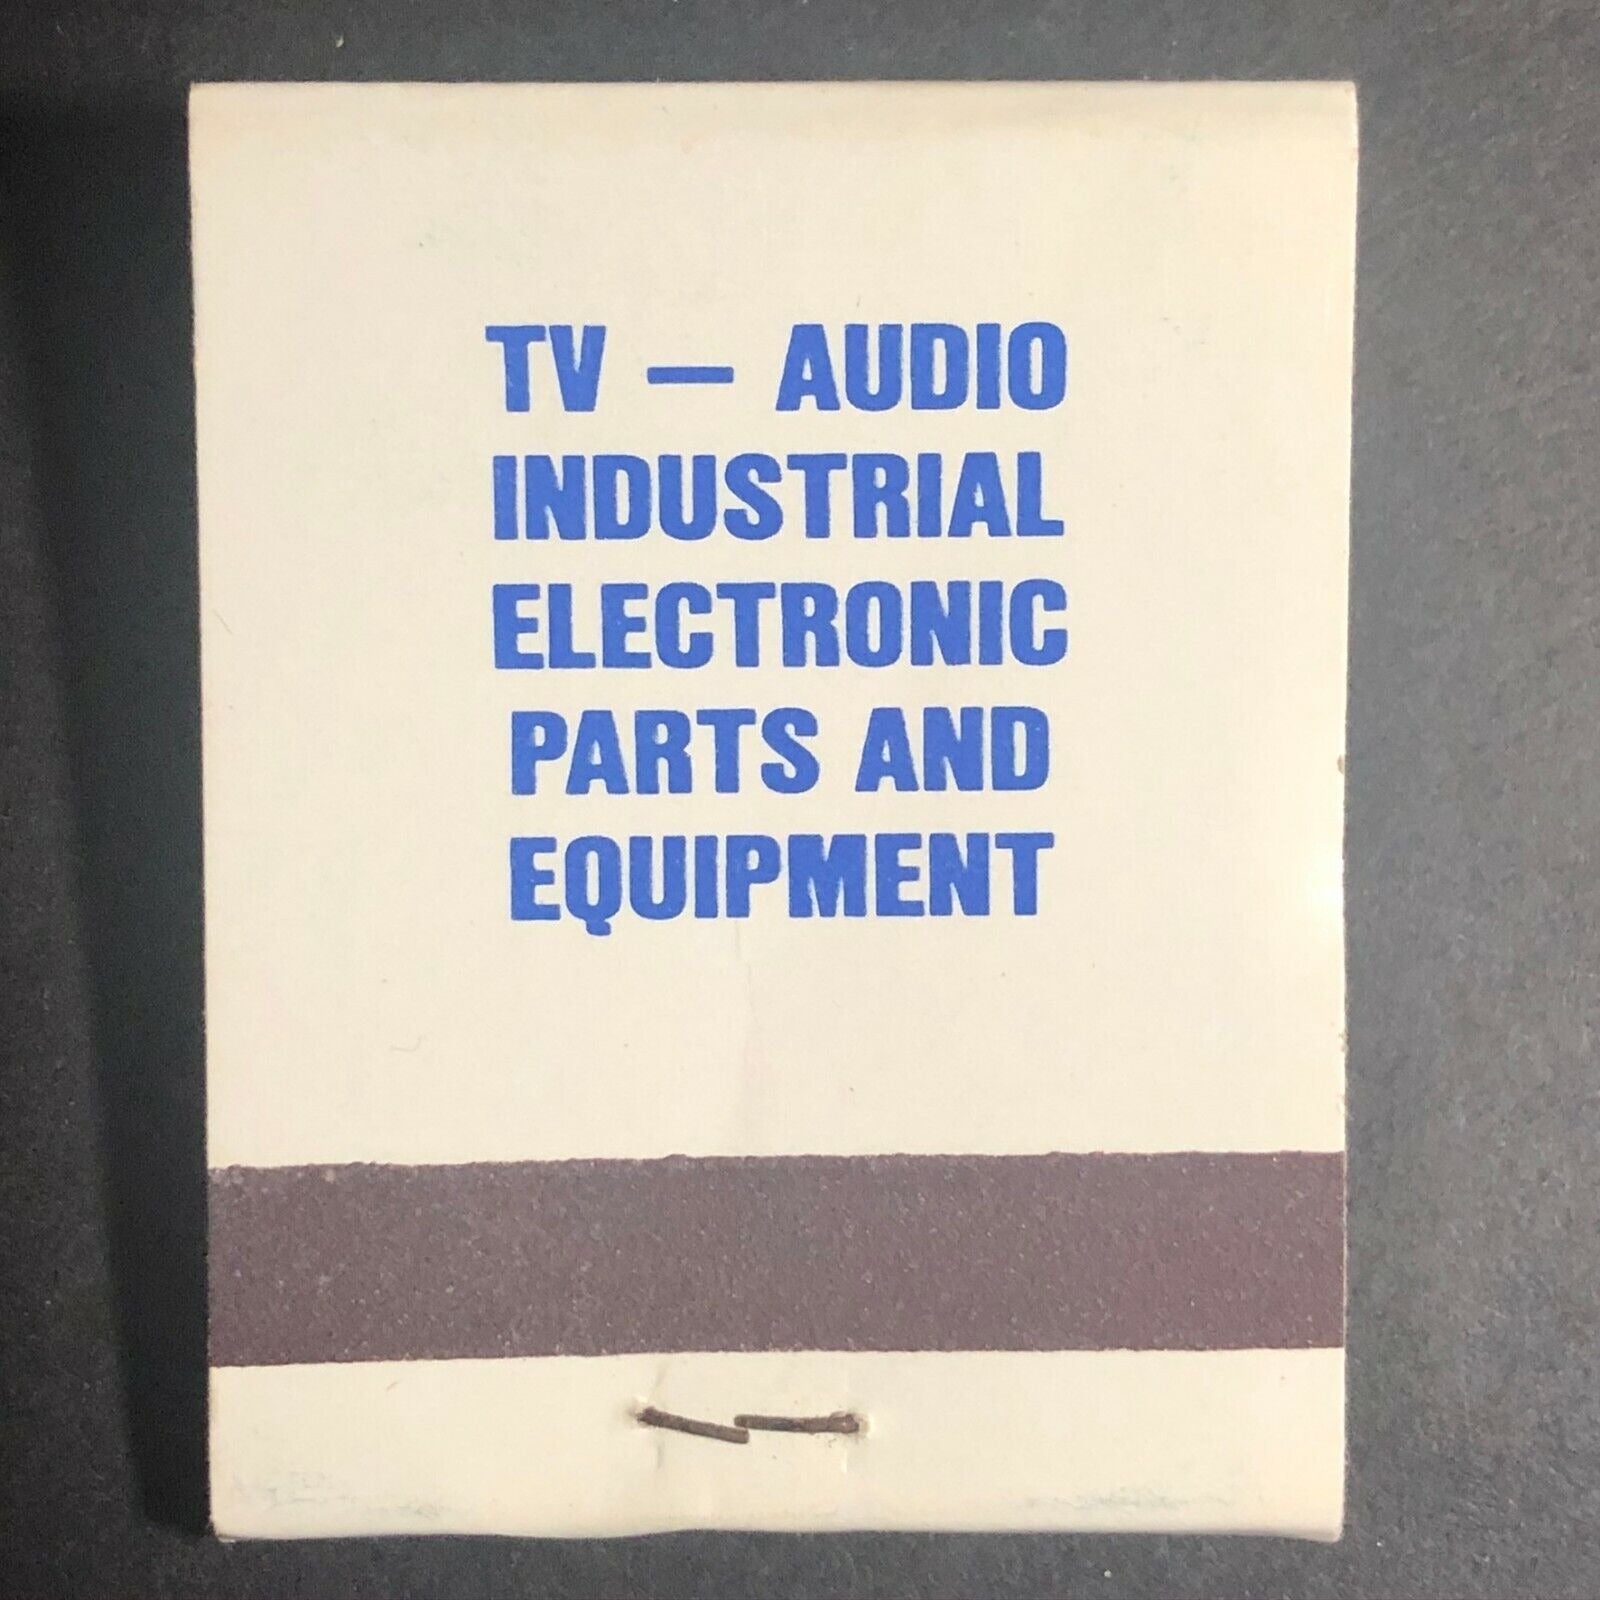 TV — AUDIO
INDUSTRIAL
ELECTRONIC
PARTS AND
EQUIPMENT